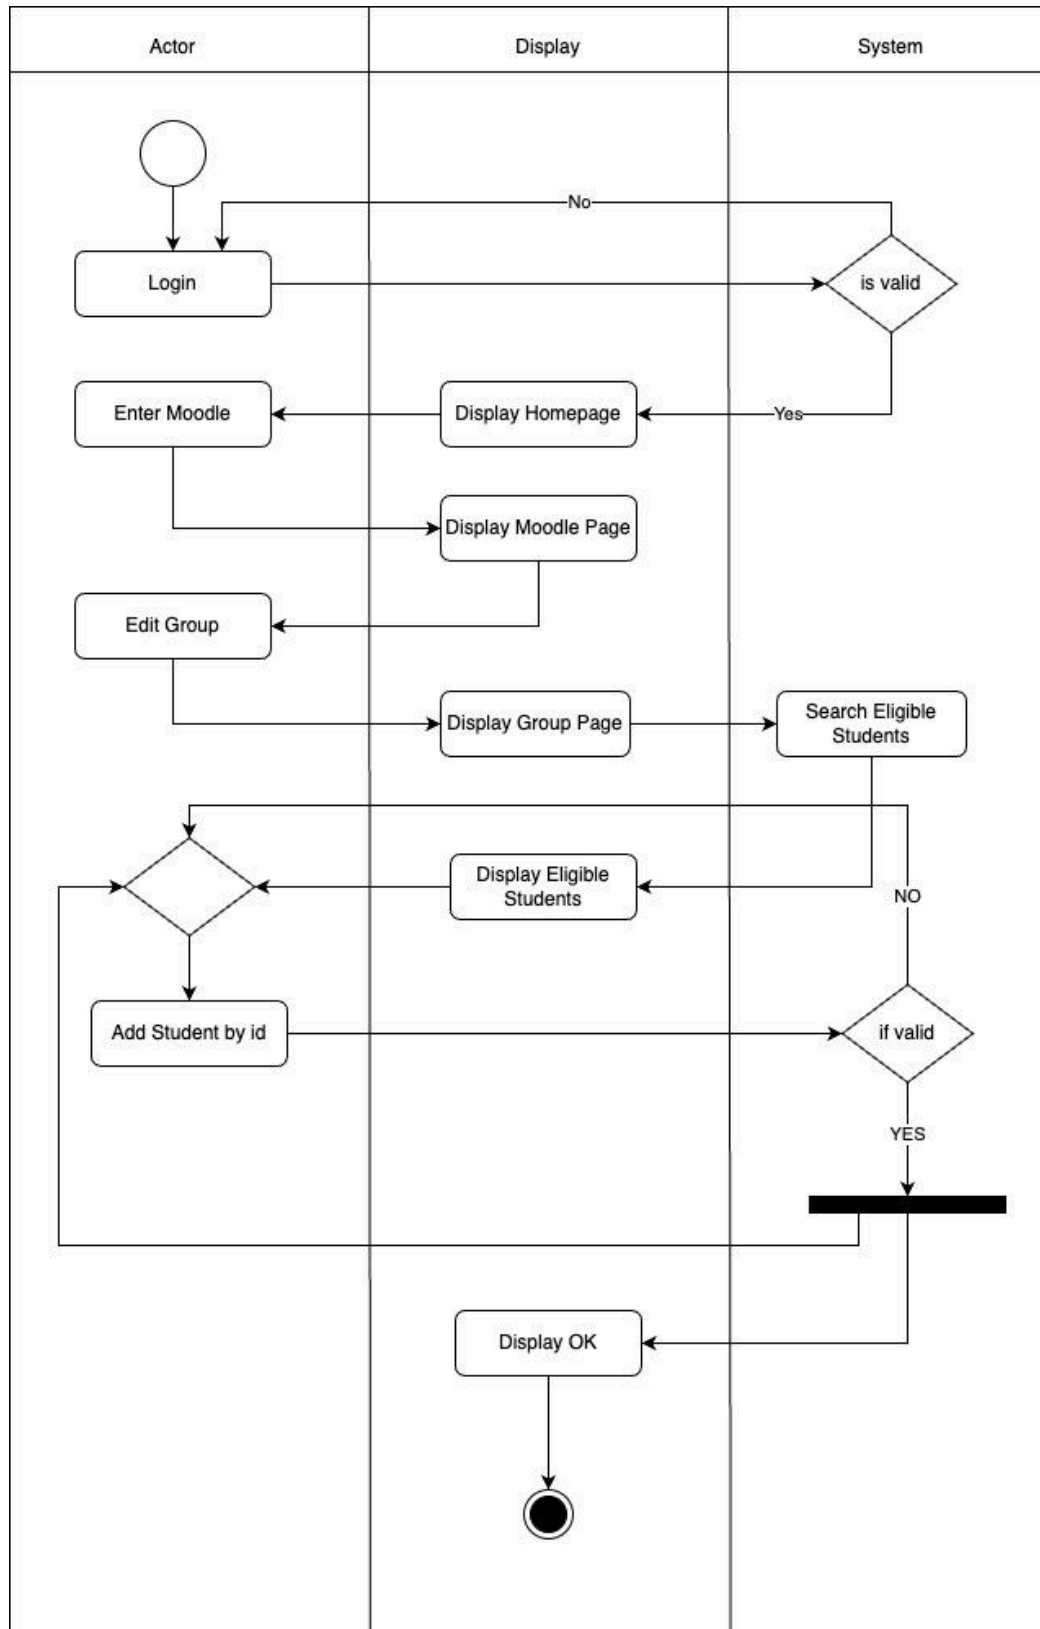 Actor
Display
System
No
Login
is valid
Enter Moodle
Display Homepage
Yes
Display Moodle Page
Edit Group
Display Group Page
Search Eligible
Students
Display Eligible
Students
NO
Add Student by id
if valid
YES
Display OK